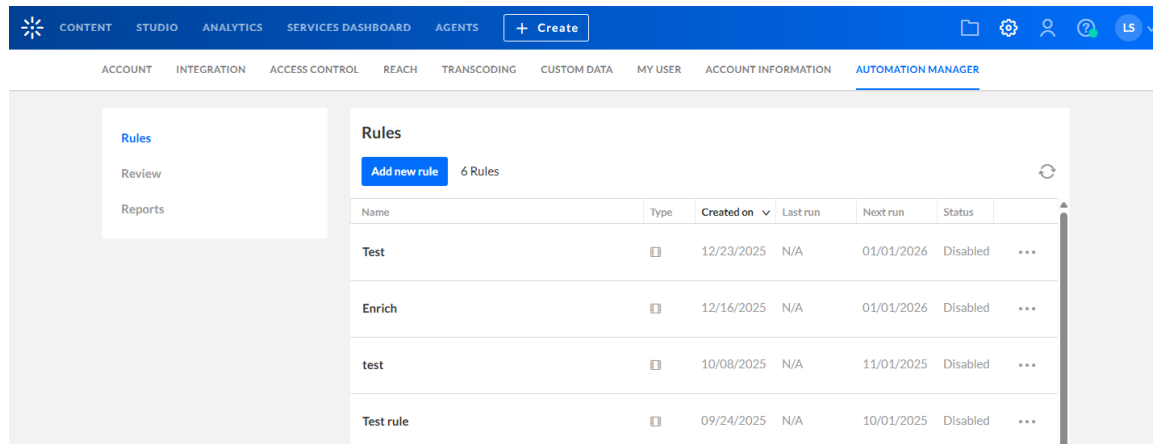 CONTENT STUDIO ANALYTICS SERVICES DASHBOARD AGENTS + Create ? LS
ACCOUNT INTEGRATION ACCESS CONTROL REACH TRANSCODING CUSTOM DATA MY USER ACCOUNT INFORMATION AUTOMATION MANAGER
Rules
Review
Reports
Rules
Add new rule 6 Rules
Name Type Created on Last run Next run Status
Test 12/23/2025 N/A 01/01/2026 Disabled ...
Enrich 12/16/2025 N/A 01/01/2026 Disabled ...
test 10/08/2025 N/A 11/01/2025 Disabled ...
Test rule 09/24/2025 N/A 10/01/2025 Disabled ...